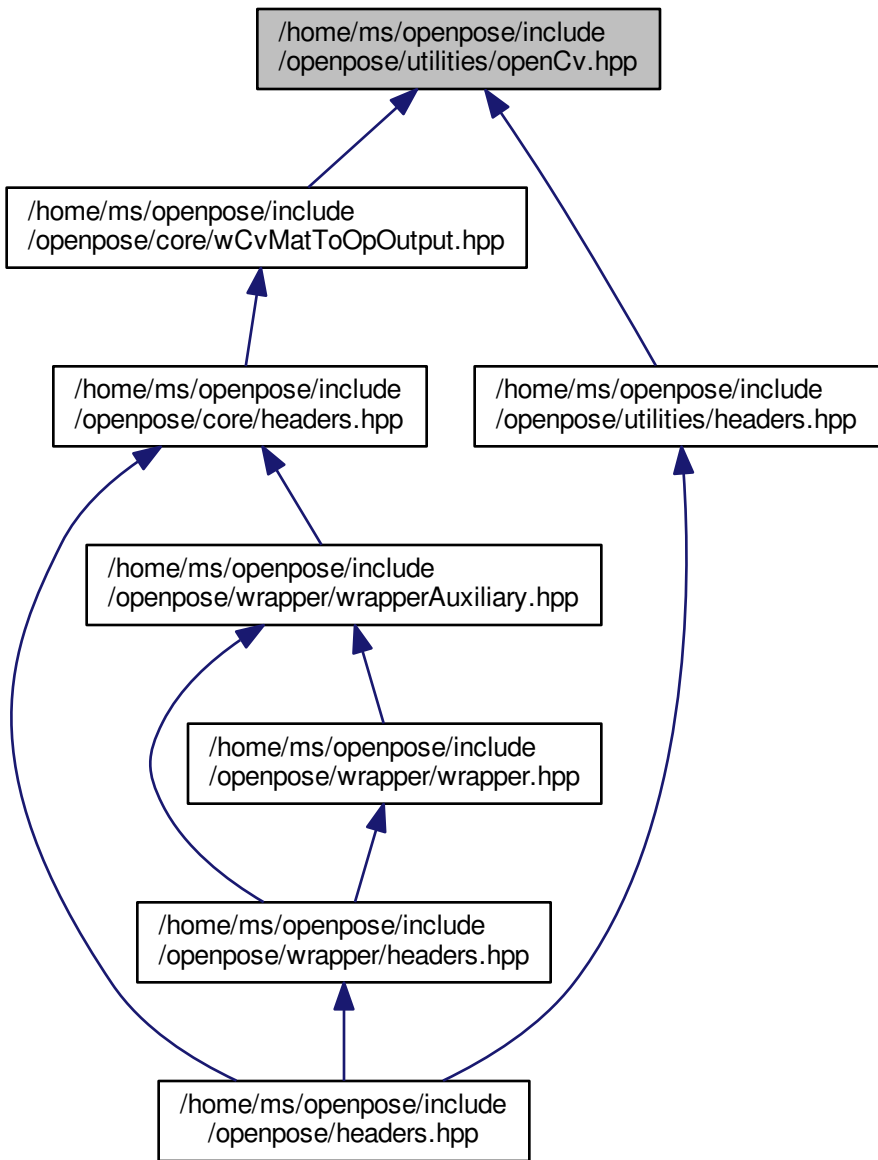 /home/ms/openpose/include
/openpose/utilities/openCv.hpp
/home/ms/openpose/include
/openpose/core/wCvMatToOpOutput.hpp
/home/ms/openpose/include
/openpose/core/headers.hpp
/home/ms/openpose/include
/openpose/utilities/headers.hpp
/home/ms/openpose/include
/openpose/wrapper/wrapperAuxiliary.hpp
/home/ms/openpose/include
/openpose/wrapper/wrapper.hpp
/home/ms/openpose/include
/openpose/wrapper/headers.hpp
/home/ms/openpose/include
/openpose/headers.hpp